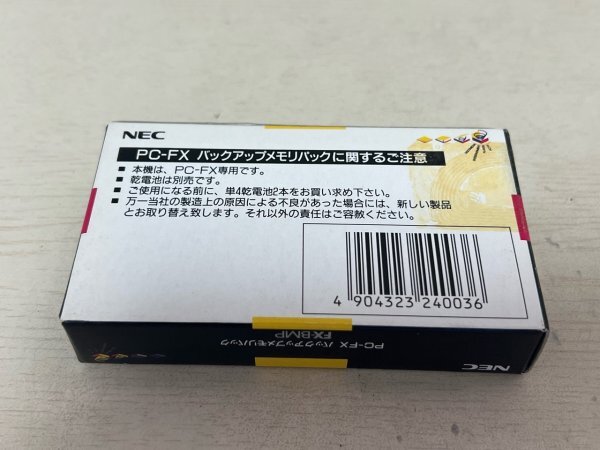 NEC
PC-FX バックアップメモリパックに関するご注意
■ 本機は、PC-FX専用です。
■ 乾電池は別売です。
■ ご使用になる前に、単4乾電池2本をお買い求め下さい。
■ 万一当社の製造上の原因による不良があった場合には、新しい製品
とお取り替え致します。それ以外の責任はご容赦ください。
4 904323 240036
PC-FX バックアップメモリパック
FX-BMP
NEC